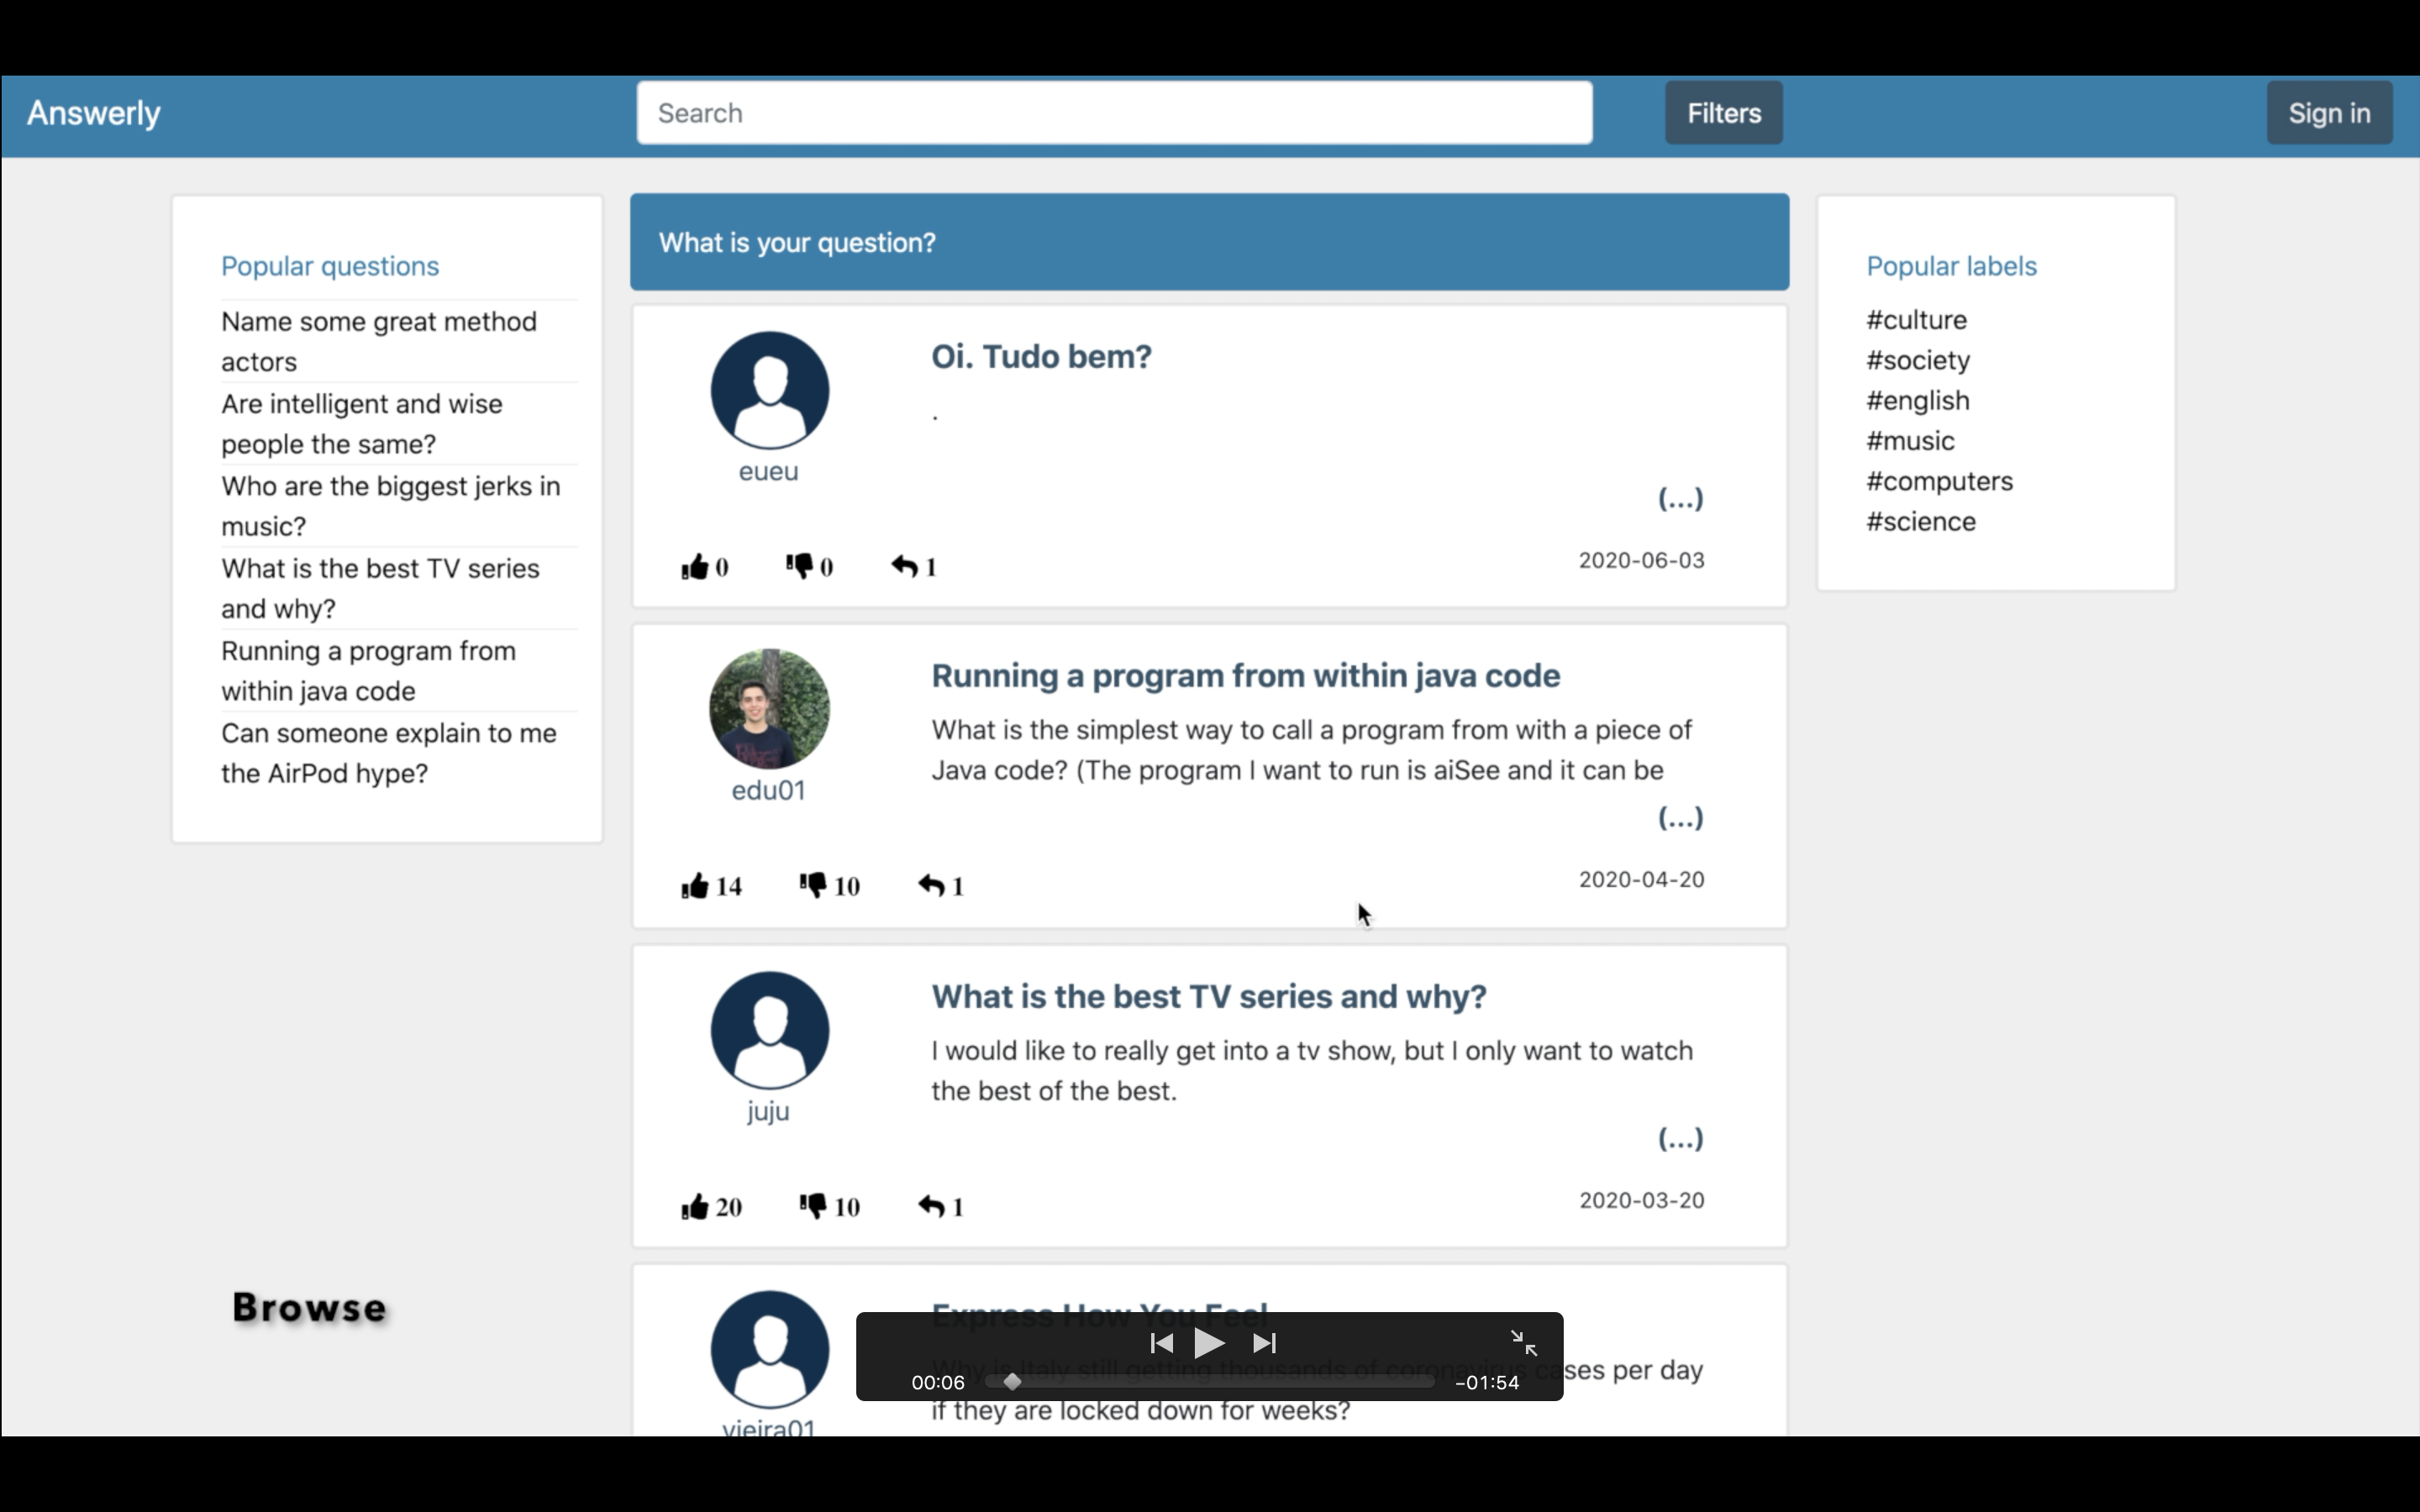 Answerly
Search
Filters
Sign in
Popular questions
Name some great method
actors
Are intelligent and wise
people the same?
Who are the biggest jerks in
music?
What is the best TV series
and why?
Running a program from
within java code
Can someone explain to me
the AirPod hype?
What is your question?
Oi. Tudo bem?
.
eueu
(...)
0 0 1
2020-06-03
Running a program from within java code
What is the simplest way to call a program from with a piece of
Java code? (The program I want to run is aiSee and it can be
edu01
(...)
14 10 1
2020-04-20
What is the best TV series and why?
I would like to really get into a tv show, but I only want to watch
the best of the best.
juju
(...)
20 10 1
2020-03-20
Express How You Feel
Why is Italy still getting thousands of coronavirus cases per day
if they are locked down for weeks?
vieira01
Popular labels
#culture
#society
#english
#music
#computers
#science
Browse
00:06
-01:54